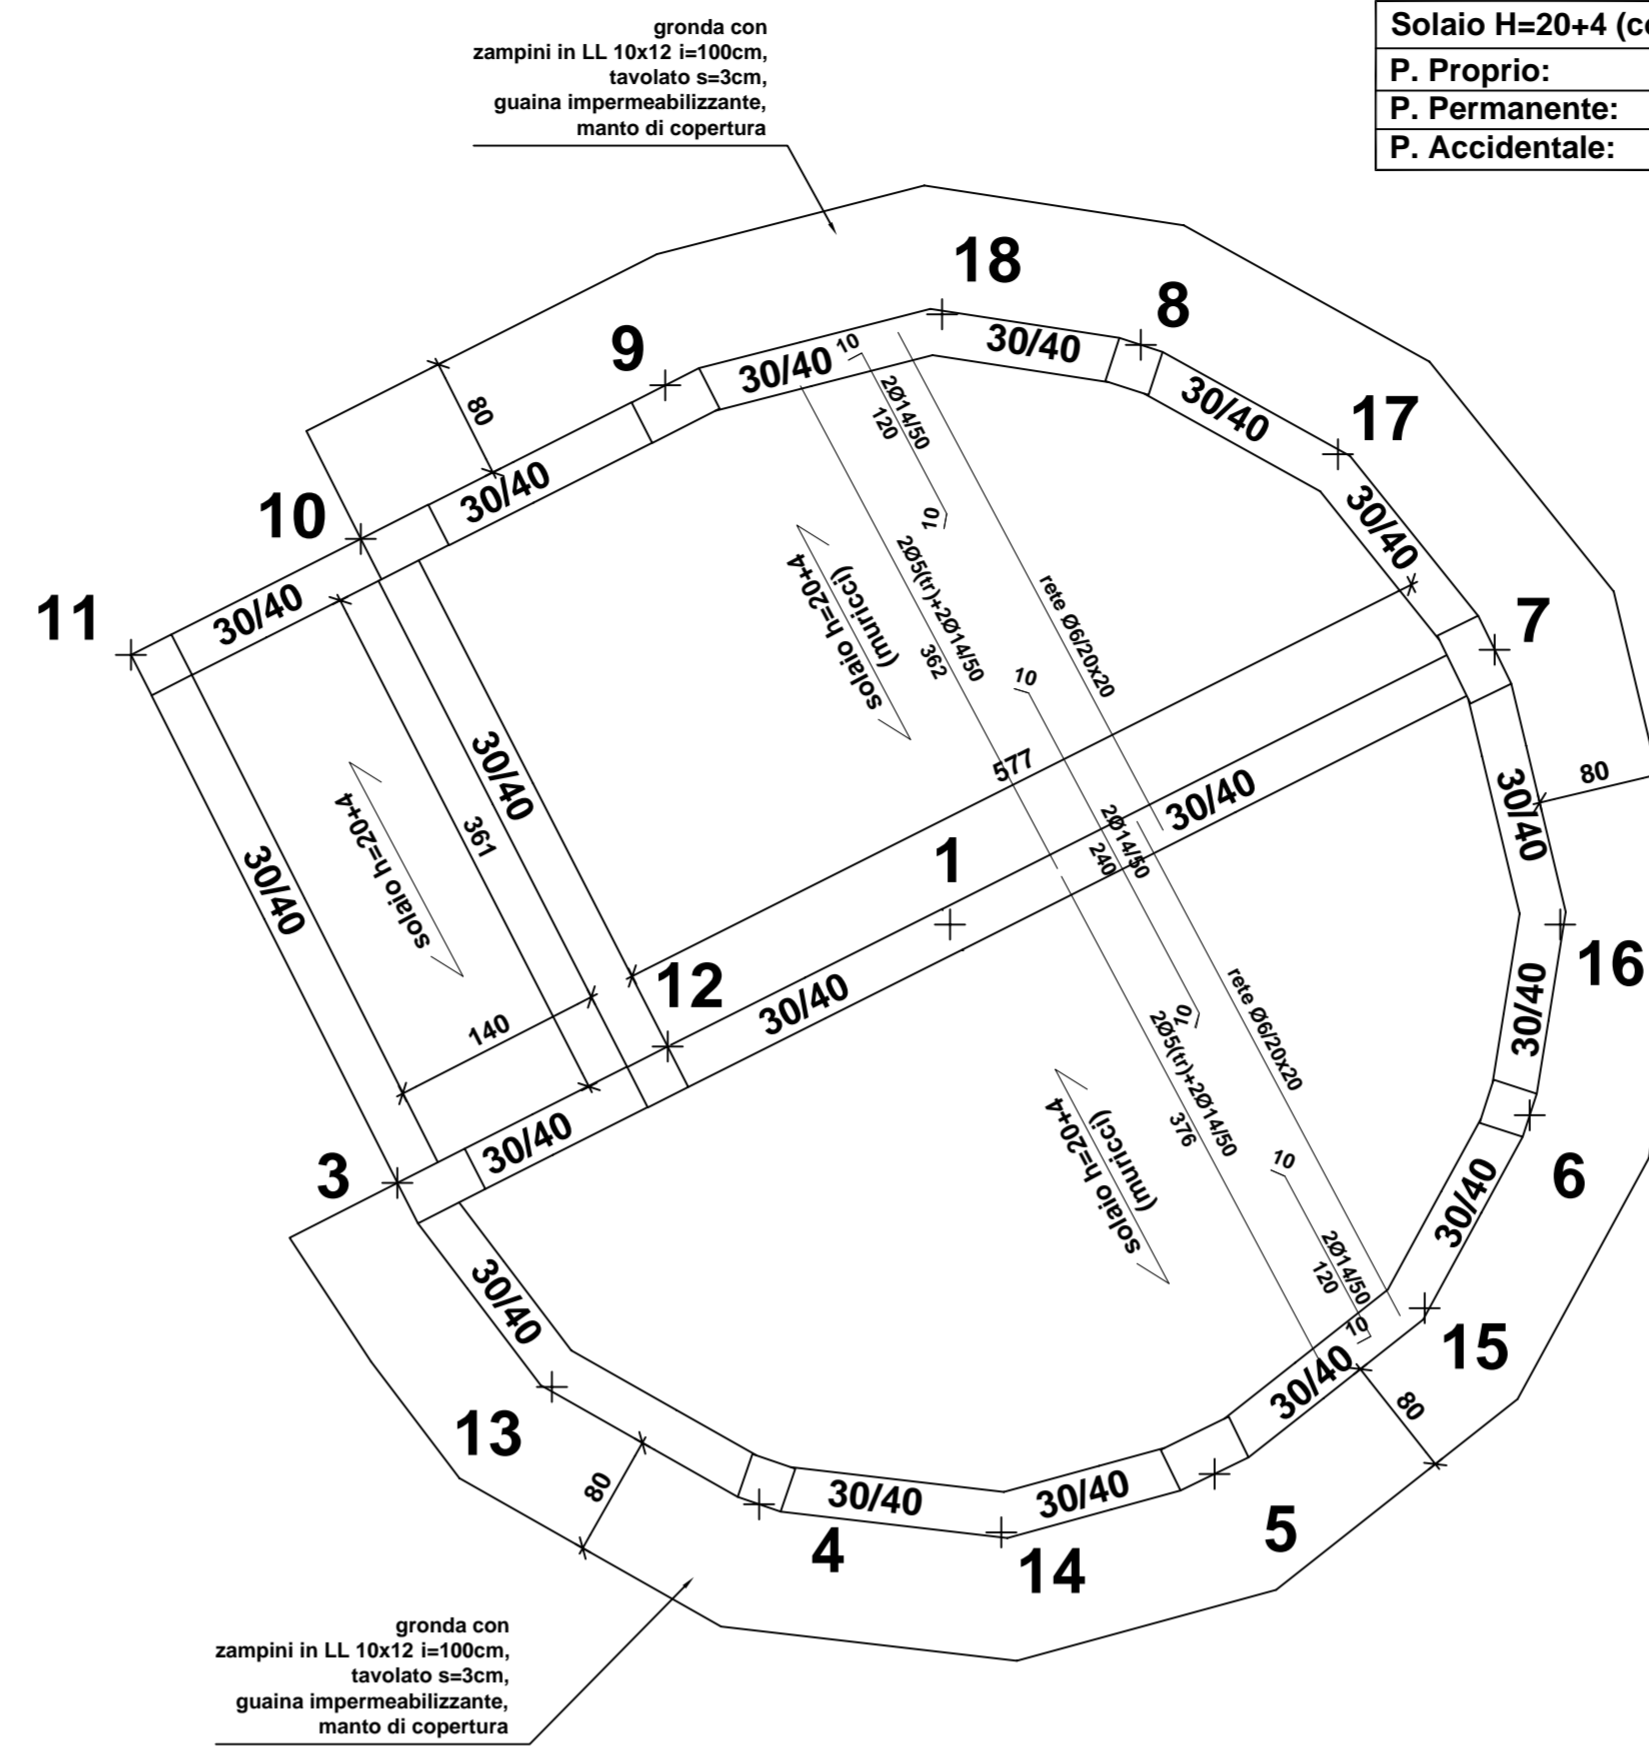 gronda con
zampini in LL 10x12 i=100cm,
tavolato s=3cm,
guaina impermeabilizzante,
manto di copertura
Solaio H=20+4
P. Proprio:
P. Permanente:
P. Accidentale:
18
8
9
30/40
10
30/40
30/40
17
2Ø14/50
120
80
30/40
10
30/40
10
30/40
11
30/40
7
solaio h=20+4
(muricci)
2Ø5(tr)+2Ø14/50
362
rete Ø6/20x20
10
577
30/40
30/40
80
30/40
361
solaio h=20+4
30/40
1
2Ø14/50
240
12
16
140
30/40
30/40
10
2Ø5(tr)+2Ø14/50
376
rete Ø6/20x20
solaio h=20+4
(muricci)
30/40
3
10
6
30/40
30/40
2Ø14/50
120
10
15
30/40
80
13
80
30/40
30/40
4
14
5
gronda con
zampini in LL 10x12 i=100cm,
tavolato s=3cm,
guaina impermeabilizzante,
manto di copertura